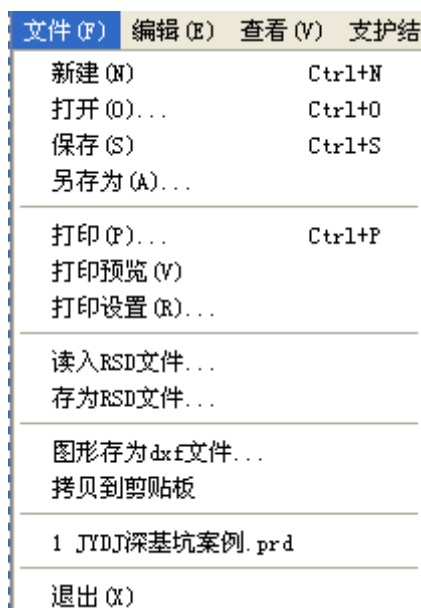 文件(F) 编辑(E) 查看(V) 支护结
新建(N) Ctrl+N
打开(O)... Ctrl+O
保存(S) Ctrl+S
另存为(A)...
打印(P)... Ctrl+P
打印预览(V)
打印设置(R)...
读入RSD文件...
存为RSD文件...
图形存为dxf文件...
拷贝到剪贴板
1 JYDJ深基坑案例.prd
退出(X)